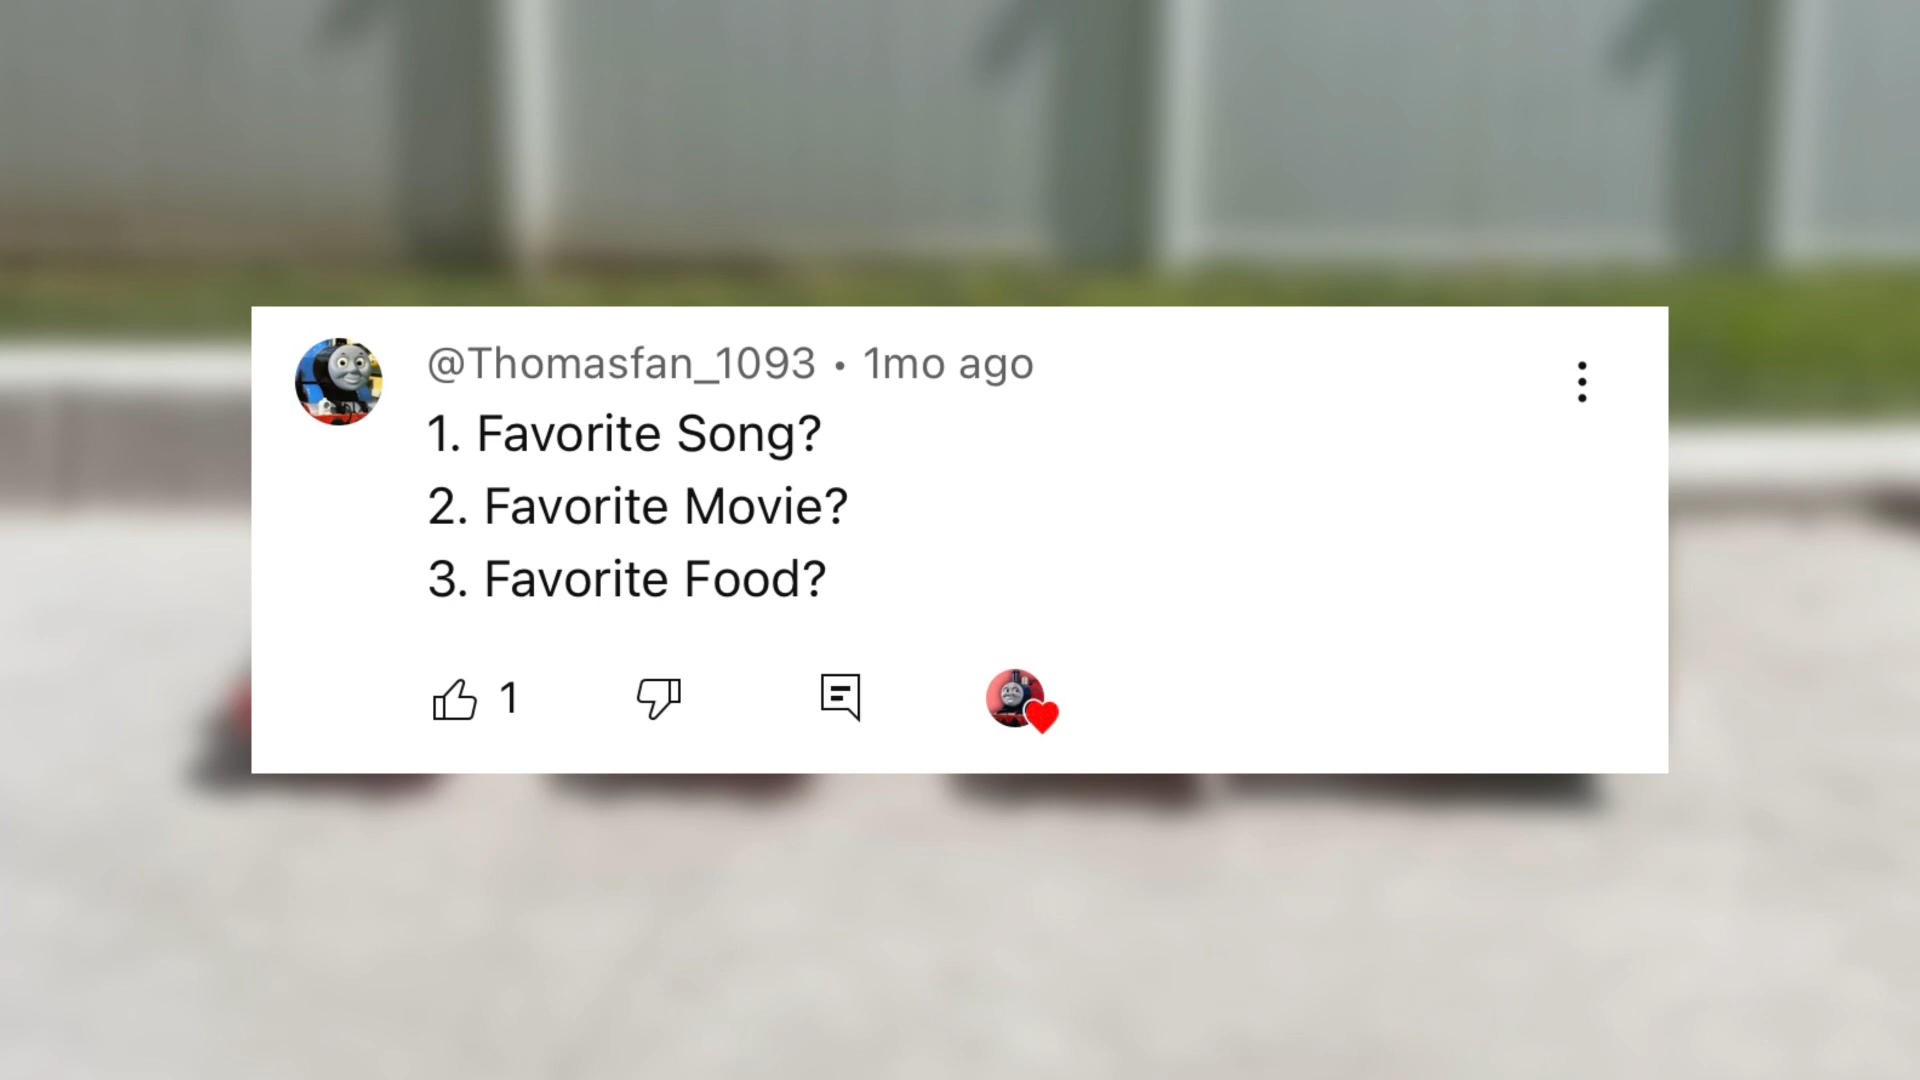 @Thomasfan_1093 • 1mo ago
1. Favorite Song?
2. Favorite Movie?
3. Favorite Food?
1